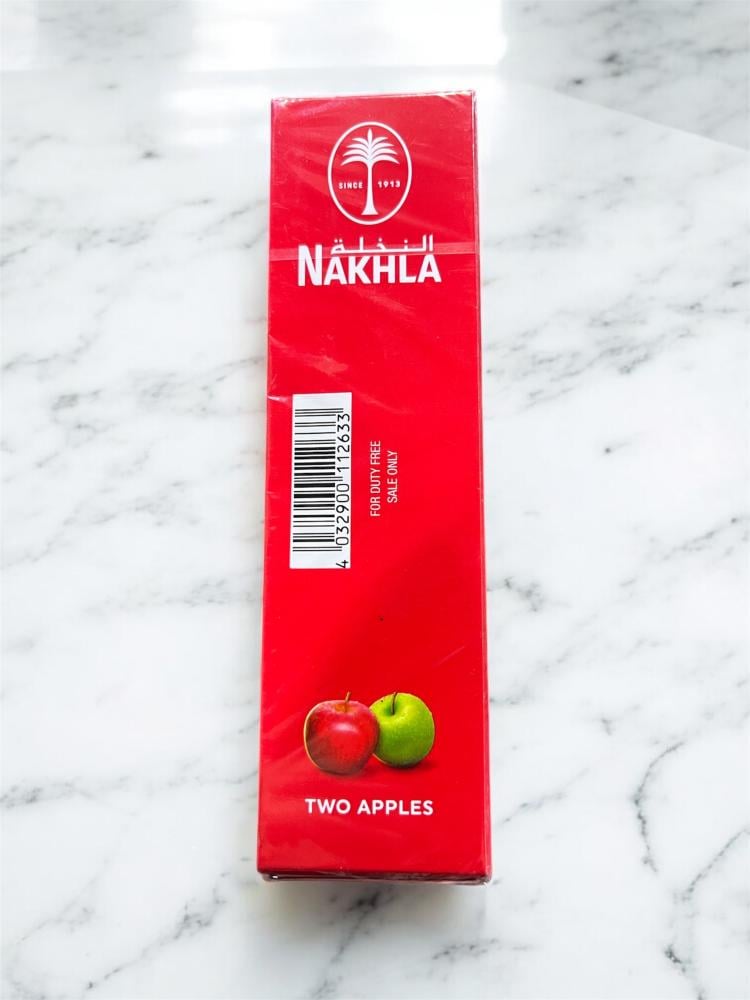 SINCE 1913
النخلة
NAKHLA
4 032900 112633
FOR DUTY FREE
SALE ONLY
TWO APPLES